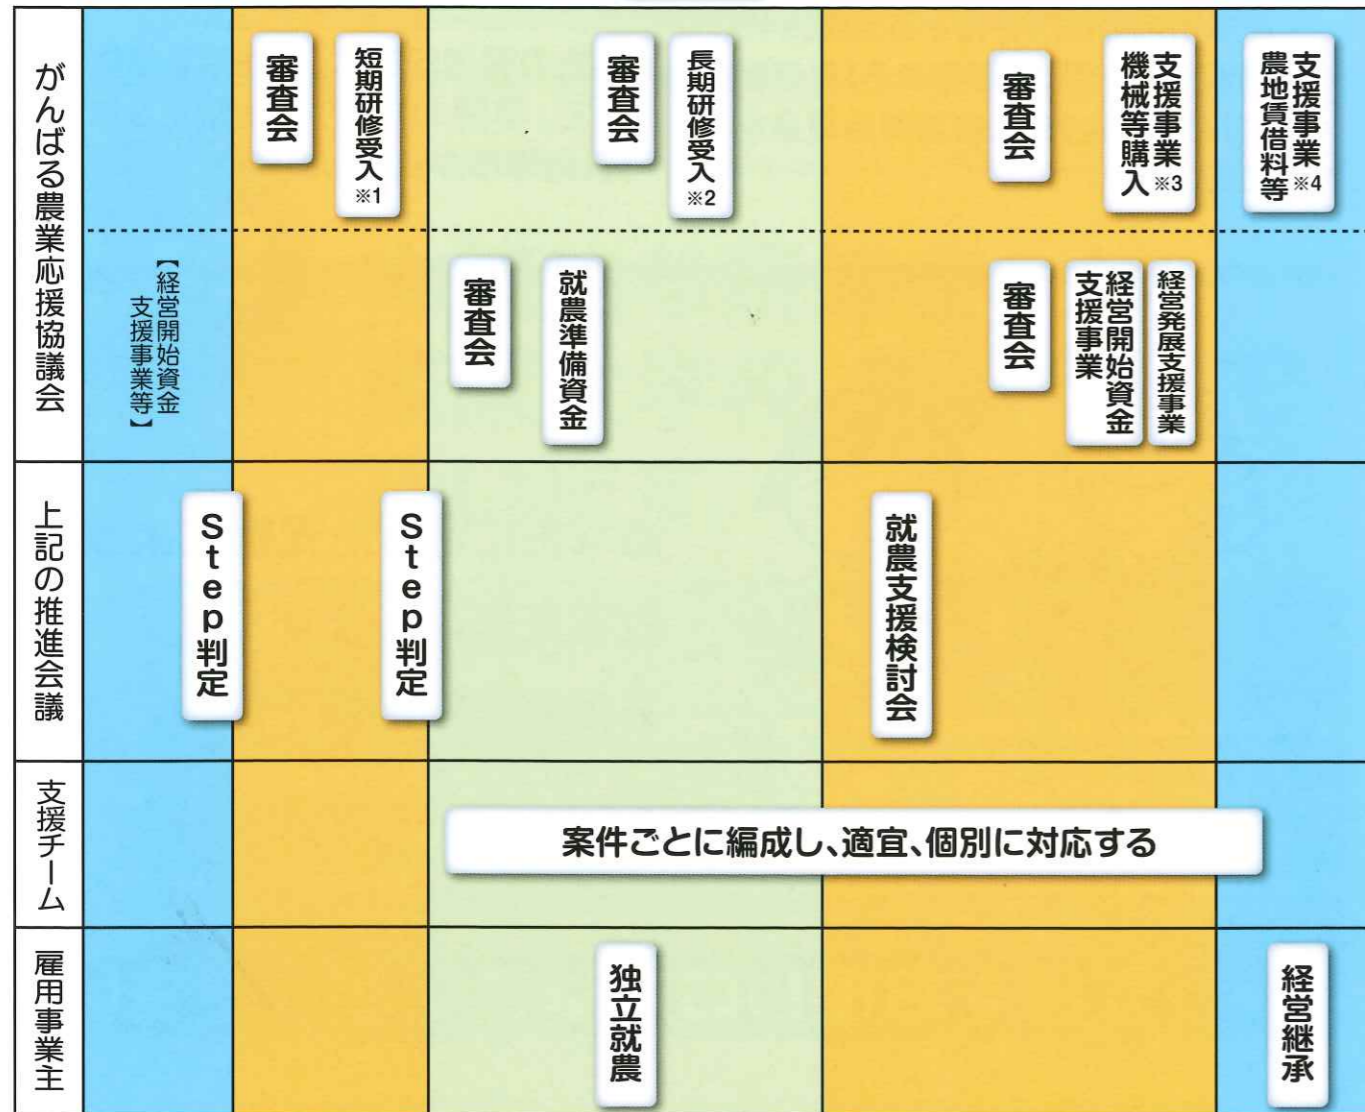 がんばる農業応援協議会
審査会
短期研修受入※1
審査会
長期研修受入※2
審査会
支援事業※3
機械等購入
支援事業※4
農地賃借料等
【経営開始資金
支援事業等】
審査会
就農準備資金
審査会
経営開始資金
支援事業
経営発展支援事業
上記の推進会議
Step判定
Step判定
就農支援検討会
支援チーム
案件ごとに編成し、適宜、個別に対応する
雇用事業主
独立就農
経営継承